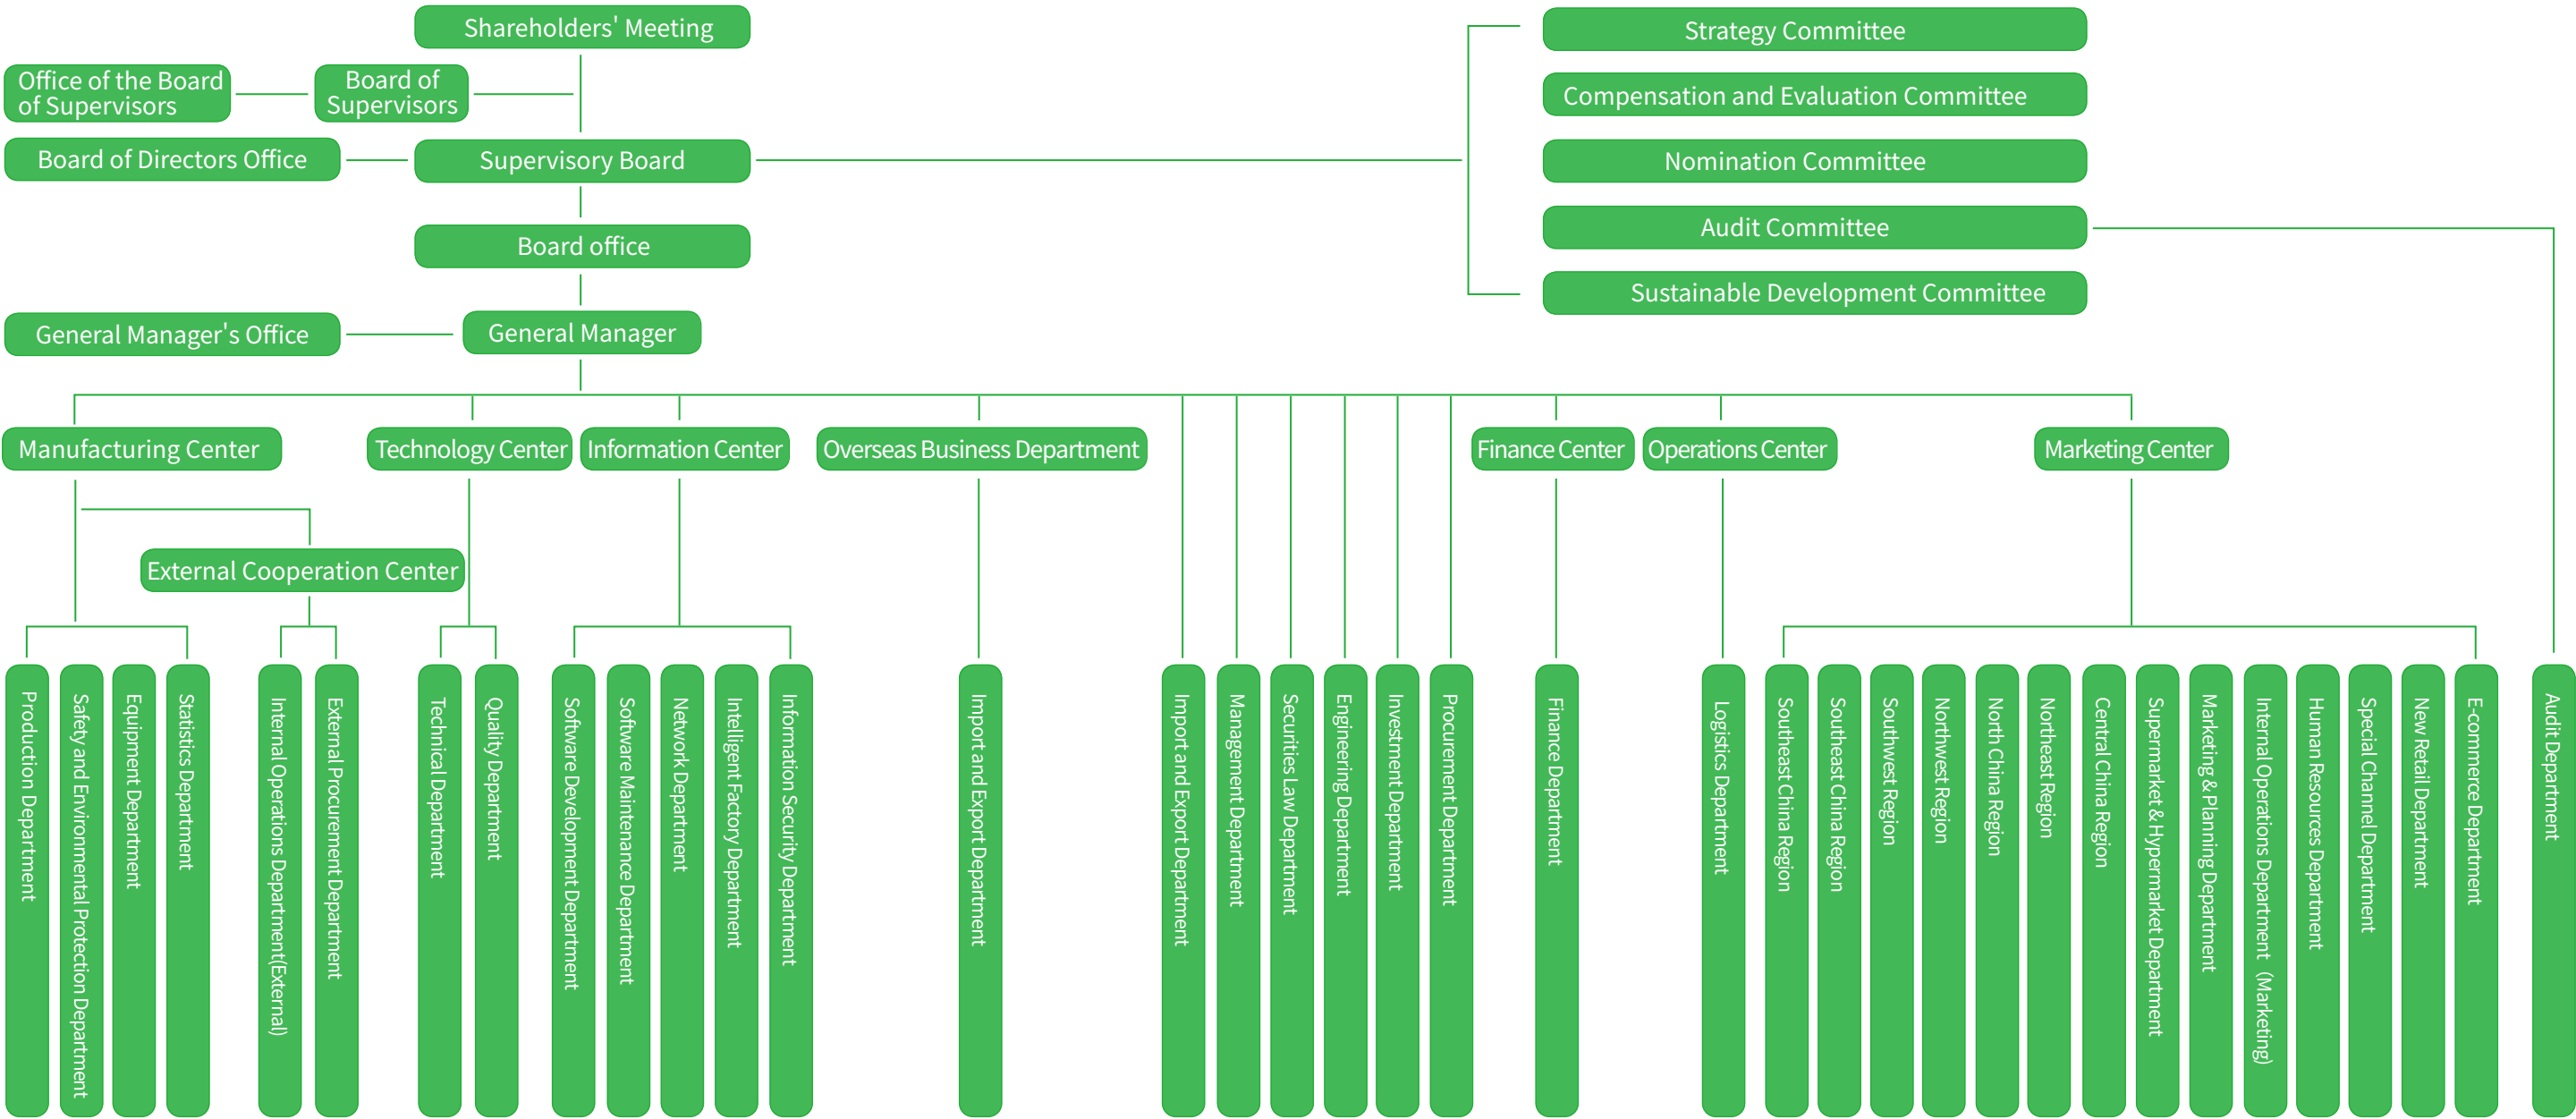 Shareholders' Meeting
Strategy Committee
Office of the Board
of Supervisors
Board of
Supervisors
Compensation and Evaluation Committee
Board of Directors Office
Supervisory Board
Nomination Committee
Board office
Audit Committee
General Manager's Office
General Manager
Sustainable Development Committee
Manufacturing Center
Technology Center
Information Center
Overseas Business Department
Finance Center
Operations Center
Marketing Center
External Cooperation Center
Production Department
Safety and Environmental Protection Department
Equipment Department
Statistics Department
Internal Operations Department(External)
External Procurement Department
Technical Department
Quality Department
Software Development Department
Software Maintenance Department
Network Department
Intelligent Factory Department
Information Security Department
Import and Export Department
Import and Export Department
Management Department
Securities Law Department
Engineering Department
Investment Department
Procurement Department
Finance Department
Logistics Department
Southeast China Region
Southeast China Region
Southwest Region
Northwest Region
North China Region
Northeast Region
Central China Region
Supermarket & Hypermarket Department
Marketing & Planning Department
Internal Operations Department (Marketing)
Human Resources Department
Special Channel Department
New Retail Department
E-commerce Department
Audit Department